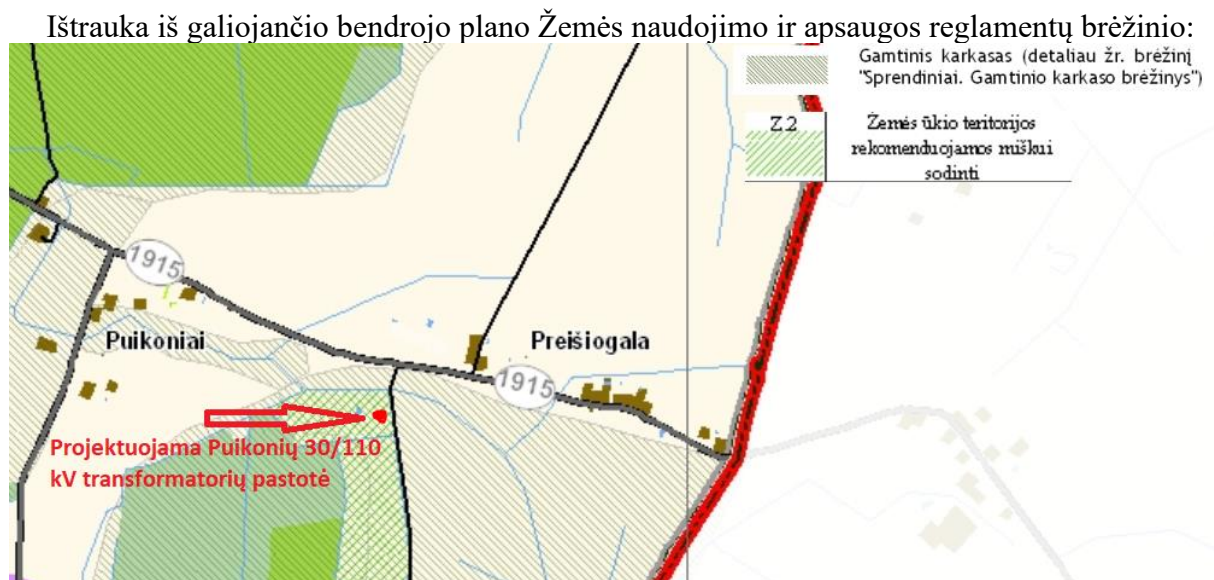 Ištrauka iš galiojančio bendrojo plano Žemės naudojimo ir apsaugos reglamentų brėžinio:
Gamtinis karkasas (detaliau žr. brėžinį
"Sprendiniai. Gamtinio karkaso brėžinys")
Z.2
Žemės ūkio teritorijos
rekomenduojamos miškui
sodinti
1915
Puikoniai
Preišiogala
1915
Projektuojama Puikonių 30/110
kV transformatorių pastotė